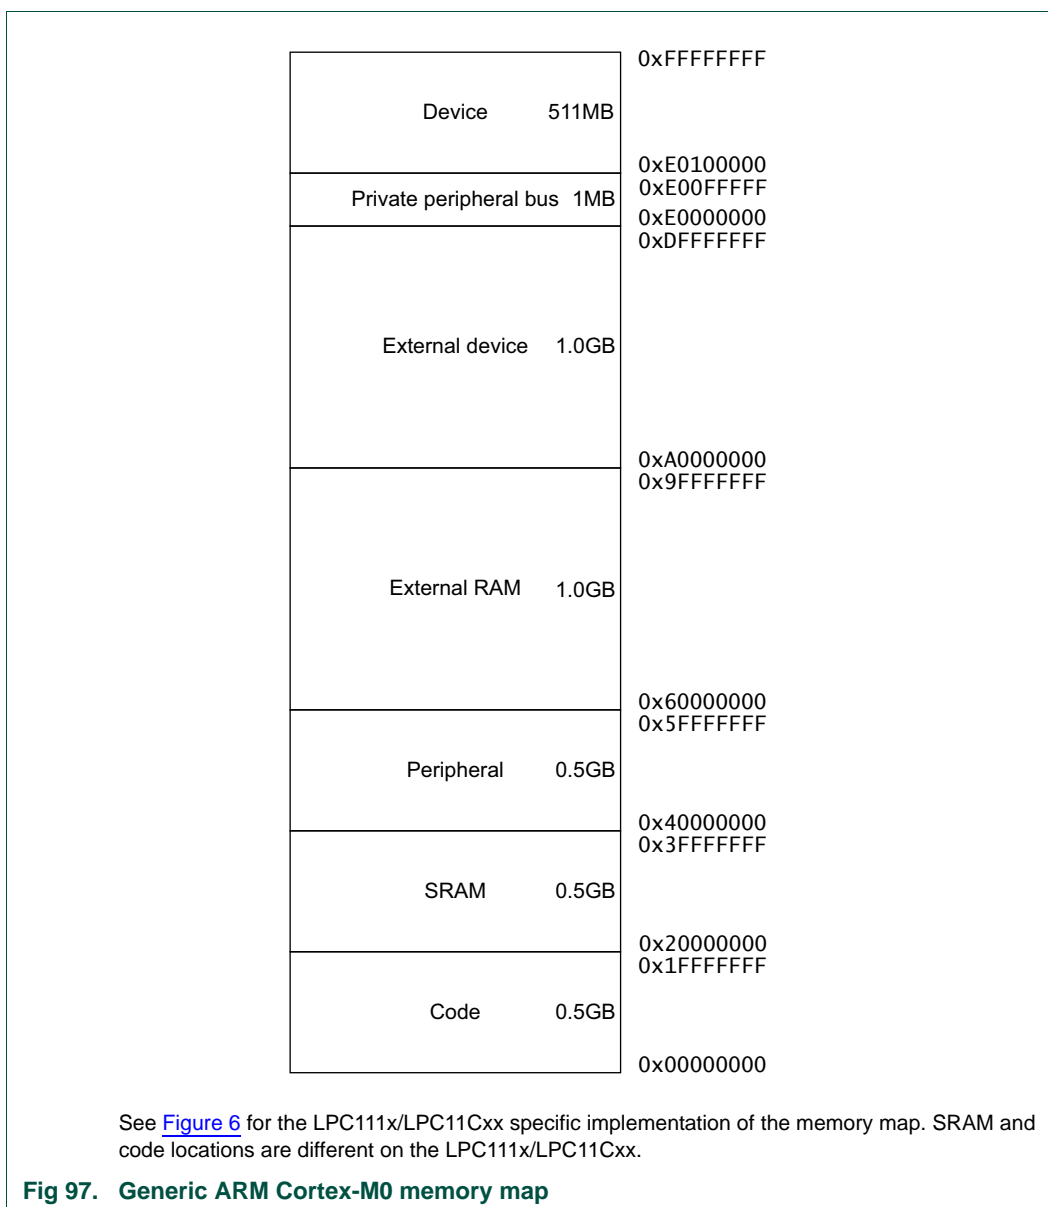 0xFFFFFFFF
Device 511MB
0xE0100000
0xE00FFFFF
Private peripheral bus 1MB
0xE0000000
0xDFFFFFFF
External device 1.0GB
0xA0000000
0x9FFFFFFF
External RAM 1.0GB
0x60000000
0x5FFFFFFF
Peripheral 0.5GB
0x40000000
0x3FFFFFFF
SRAM 0.5GB
0x20000000
0x1FFFFFFF
Code 0.5GB
0x00000000
See Figure 6 for the LPC111x/LPC11Cxx specific implementation of the memory map. SRAM and
code locations are different on the LPC111x/LPC11Cxx.
Fig 97. Generic ARM Cortex-M0 memory map